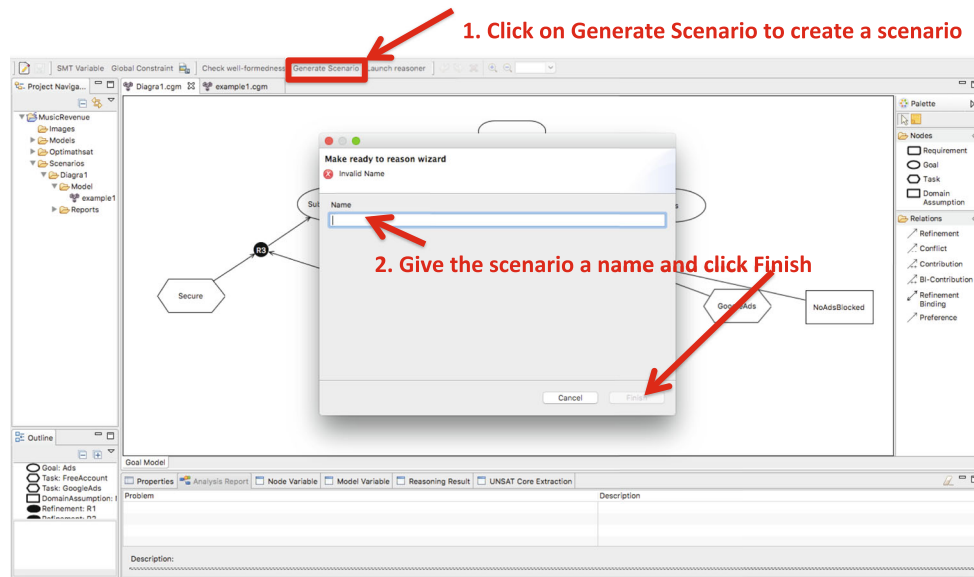 1. Click on Generate Scenario to create a scenario
SMT Variable Global Constraint Check well-formedness Generate Scenario Launch reasoner
Project Naviga...
Diagra1.cgm example1.cgm
MusicRevenue
Images
Models
Optimathsat
Scenarios
Diagra1
Model
example1
Reports
R3
Secure
Make ready to reason wizard
Invalid Name
Name
2. Give the scenario a name and click Finish
Cancel Finish
GoogleAds
NoAdsBlocked
Palette
Nodes
Requirement
Goal
Task
Domain
Assumption
Relations
Refinement
Conflict
Contribution
BI-Contribution
Refinement
Binding
Preference
Outline
Goal: Ads
Task: FreeAccount
Task: GoogleAds
DomainAssumption:
Refinement: R1
Refinement: R2
Goal Model
Properties Analysis Report Node Variable Model Variable Reasoning Result UNSAT Core Extraction
Problem Description
Description: